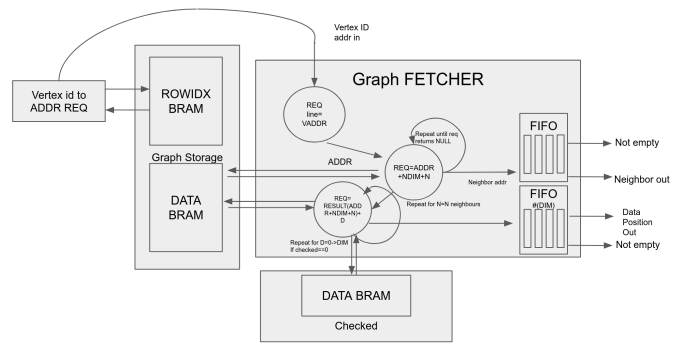 Vertex ID
addr in
Vertex id to
ADDR REQ
ROWIDX
BRAM
Graph Storage
DATA
BRAM
Graph FETCHER
REQ
line=
VADDR
Repeat until req
returns NULL
ADDR
REQ=ADDR
+NDIM+N
Neighbor addr
Repeat for N=N neighbours
REQ=
RESULT(ADD
R+NDIM+N)+
D
Repeat for D=0->DIM
If checked==0
FIFO
Not empty
Neighbor out
FIFO
#(DIM)
Data
Position
Out
Not empty
DATA BRAM
Checked